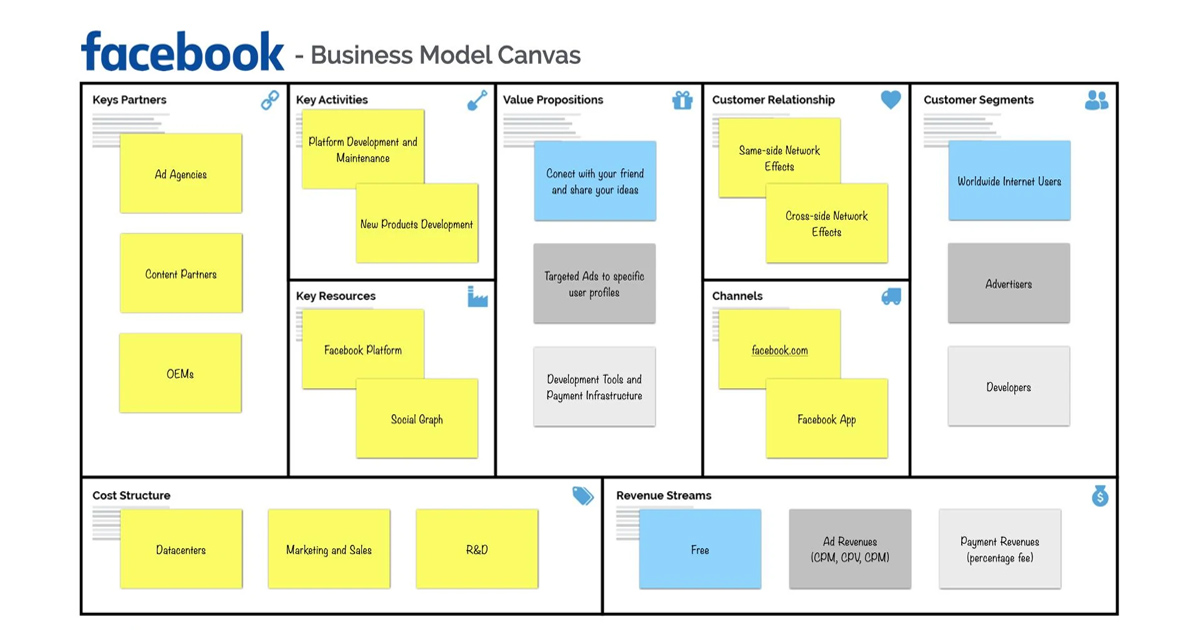 facebook - Business Model Canvas
Keys Partners
Ad Agencies
Content Partners
OEMs
Key Activities
Platform Development and
Maintenance
New Products Development
Key Resources
Facebook Platform
Social Graph
Value Propositions
Conect with your friend
and share your ideas
Targeted Ads to specific
user profiles
Development Tools and
Payment Infrastructure
Customer Relationship
Same-side Network
Effects
Cross-side Network
Effects
Channels
facebook.com
Facebook App
Customer Segments
Worldwide Internet Users
Advertisers
Developers
Cost Structure
Datacenters
Marketing and Sales
R&D
Revenue Streams
Free
Ad Revenues
(CPM, CPV, CPM)
Payment Revenues
(percentage fee)
$